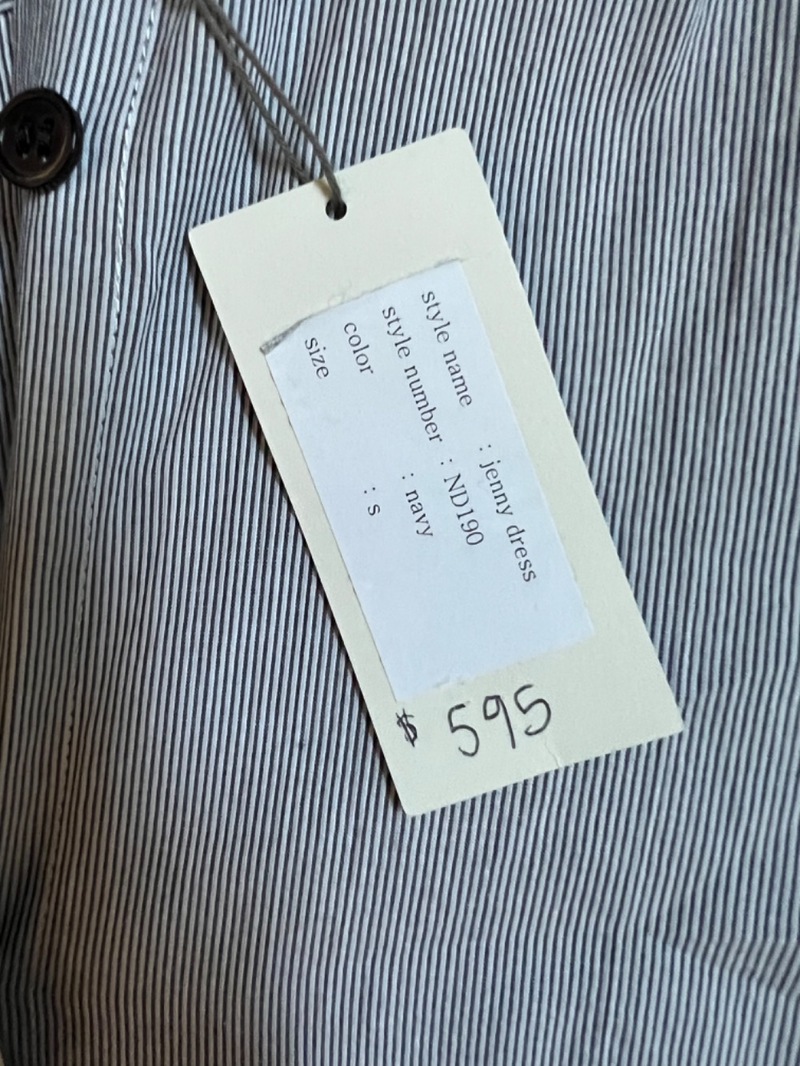 style name : jenny dress
style number : ND190
color : navy
size : s
$ 595